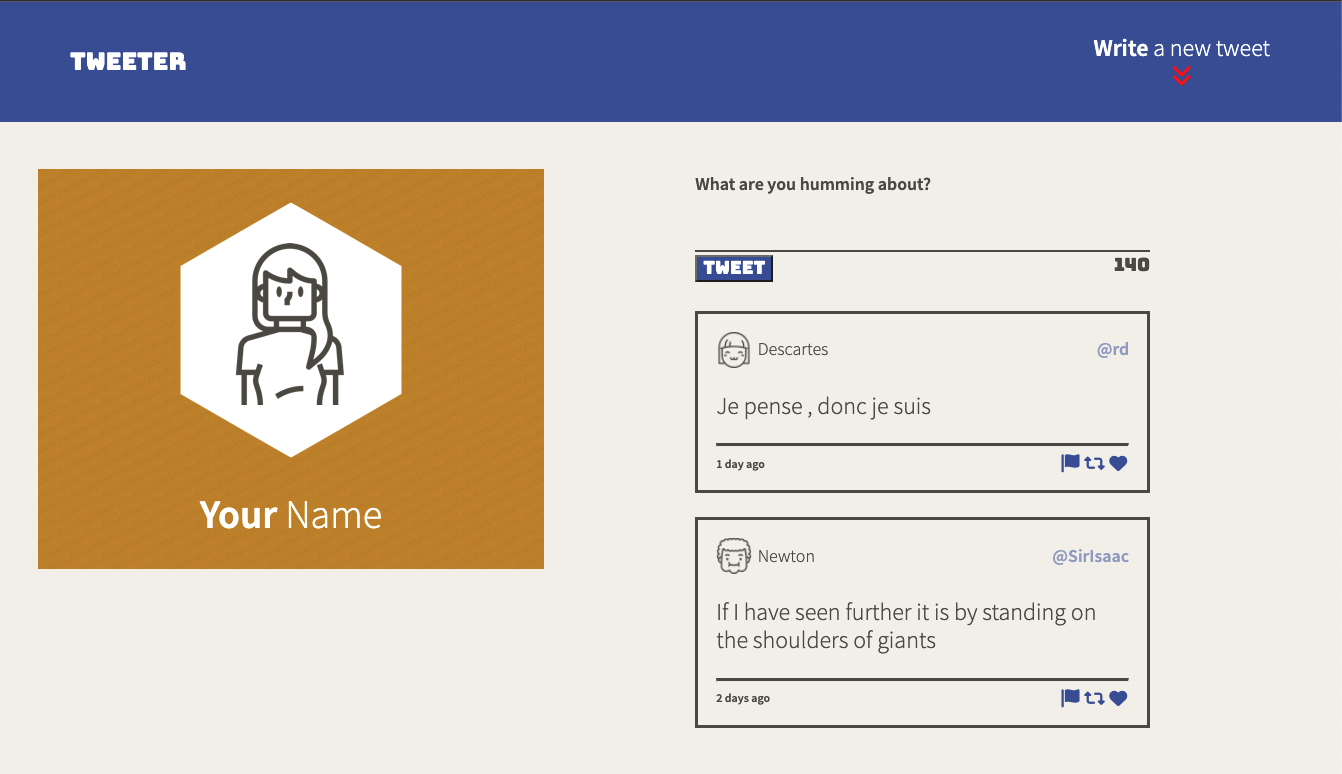 TWEETER
Write a new tweet
Your Name
What are you humming about?
TWEET
140
Descartes
@rd
Je pense , donc je suis
1 day ago
Newton
@SirIsaac
If I have seen further it is by standing on
the shoulders of giants
2 days ago